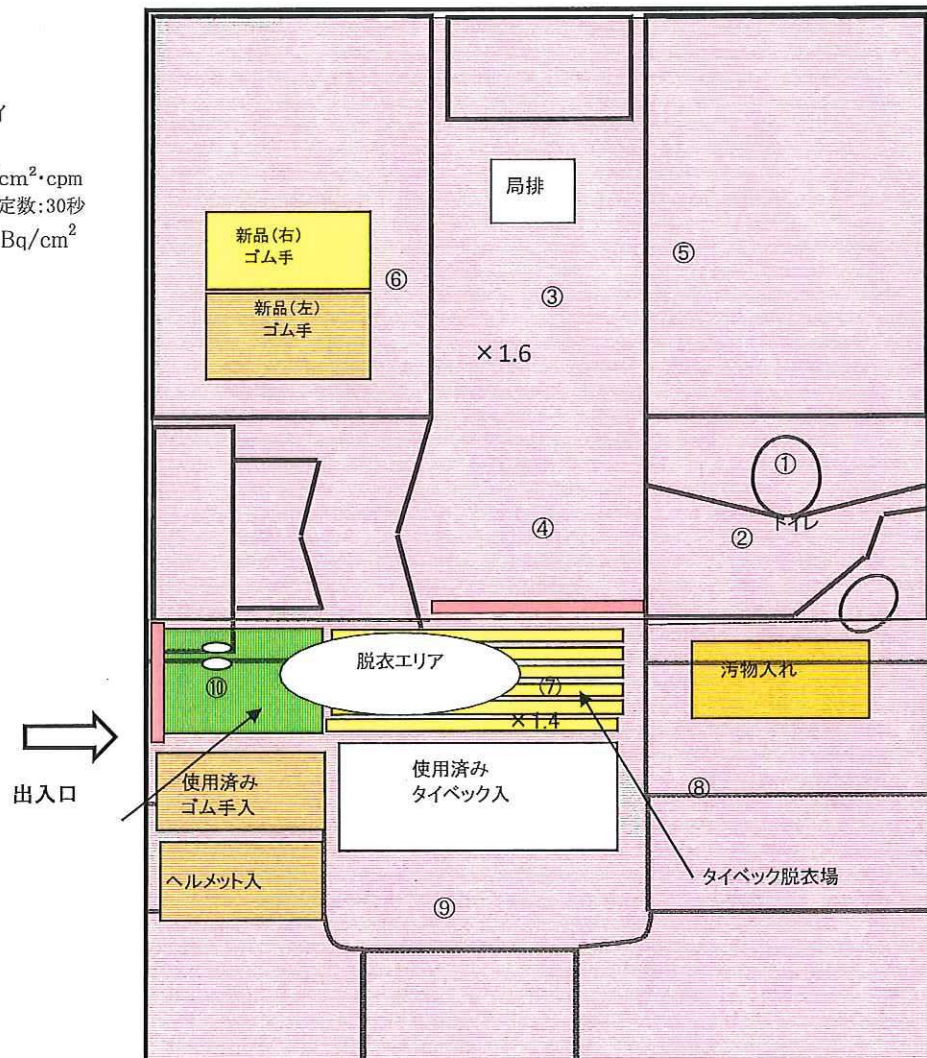 イ
cm²・cpm
定数:30秒
Bq/cm²
局排
新品(右)
ゴム手
新品(左)
ゴム手
⑥
③
⑤
×1.6
①
トイレ
②
④
脱衣エリア
⑦
×1.4
⑩
汚物入れ
出入口
使用済み
ゴム手入
使用済み
タイベック入
⑧
ヘルメット入
タイベック脱衣場
⑨